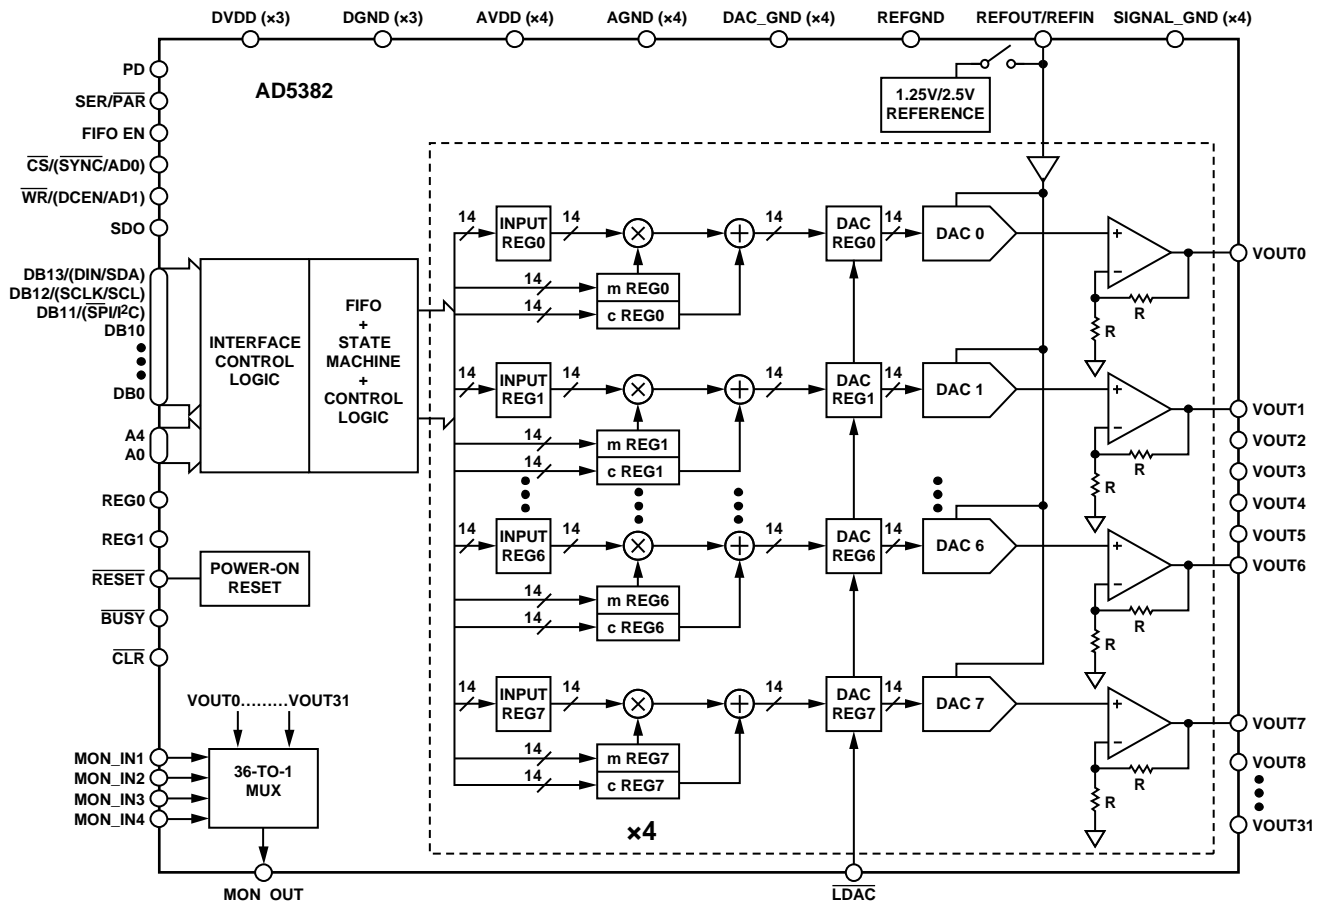 DVDD (×3)
DGND (×3)
AVDD (×4)
AGND (×4)
DAC_GND (×4)
REFGND
REFOUT/REFIN
SIGNAL_GND (×4)
PD
SER/PAR
FIFO EN
CS/(SYNC/AD0)
WR/(DCEN/AD1)
SDO
DB13/(DIN/SDA)
DB12/(SCLK/SCL)
DB11/(SPI/I²C)
DB10
DB0
A4
A0
REG0
REG1
RESET
BUSY
CLR
AD5382
1.25V/2.5V
REFERENCE
INTERFACE
CONTROL
LOGIC
FIFO
+
STATE
MACHINE
+
CONTROL
LOGIC
POWER-ON
RESET
VOUT0.........VOUT31
MON_IN1
MON_IN2
MON_IN3
MON_IN4
36-TO-1
MUX
MON_OUT
14
INPUT
REG0
14
×
+
14
DAC
REG0
14
DAC 0
+
−
VOUT0
14
m REG0
14
c REG0
R
R
14
INPUT
REG1
14
×
+
14
DAC
REG1
14
DAC 1
+
−
VOUT1
14
m REG1
14
c REG1
R
R
VOUT2
VOUT3
VOUT4
VOUT5
14
INPUT
REG6
14
×
+
14
DAC
REG6
14
DAC 6
+
−
VOUT6
14
m REG6
14
c REG6
R
R
14
INPUT
REG7
14
×
+
14
DAC
REG7
14
DAC 7
+
−
VOUT7
14
m REG7
14
c REG7
R
R
VOUT8
VOUT31
×4
LDAC